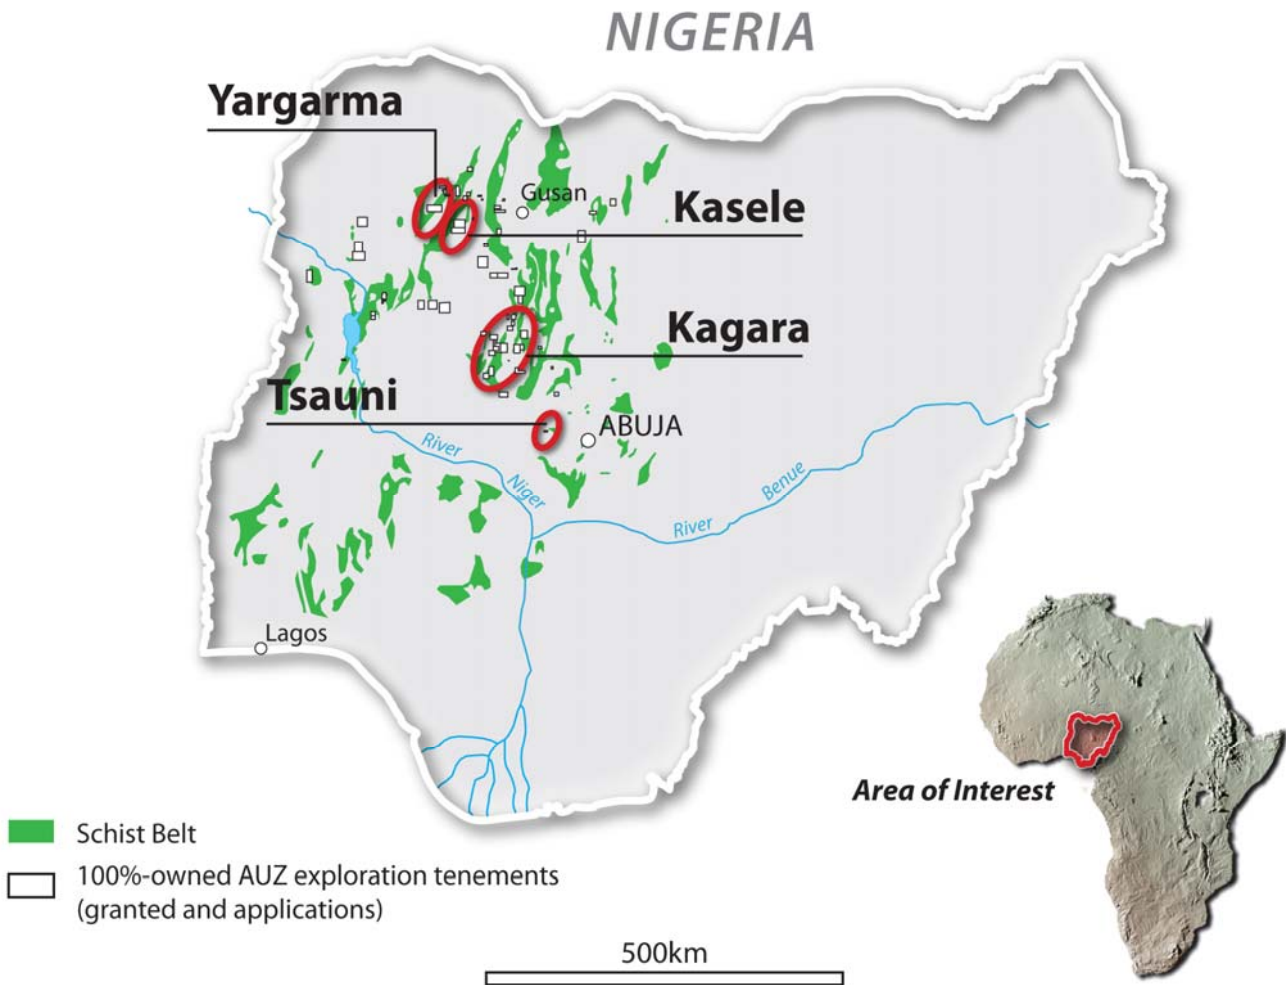 NIGERIA
Yargarma
Gusan
Kasele
Kagara
Tsauni
ABUJA
River
Niger
Benue
River
Lagos
Area of Interest
Schist Belt
100%-owned AUZ exploration tenements
(granted and applications)
500km